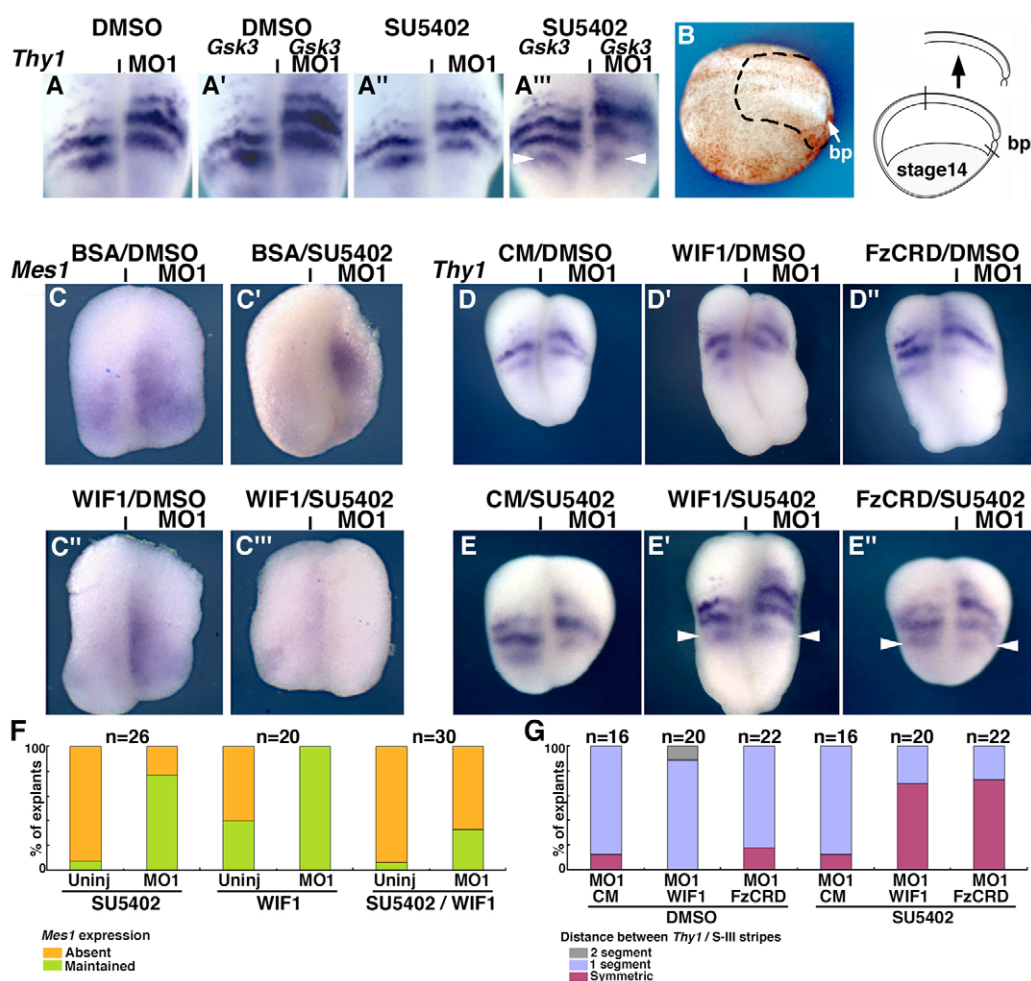 DMSO DMSO SU5402 SU5402
Gsk3 Gsk3 Gsk3 Gsk3
Thy1 MO1 MO1 MO1 MO1
A A' A'' A''' B
bp
bp
stage14
BSA/DMSO BSA/SU5402
Mes1 MO1 MO1
C C'
CM/DMSO WIF1/DMSO FzCRD/DMSO
Thy1 MO1 MO1 MO1
D D' D''
WIF1/DMSO WIF1/SU5402
MO1 MO1
C'' C'''
CM/SU5402 WIF1/SU5402 FzCRD/SU5402
MO1 MO1 MO1
E E' E''
F n=26 n=20 n=30
100
% of explants
0
Uninj MO1 Uninj MO1 Uninj MO1
SU5402 WIF1 SU5402 / WIF1
Mes1 expression
Absent
Maintained
G n=16 n=20 n=22 n=16 n=20 n=22
100
% of explants
0
MO1 MO1 MO1 MO1 MO1 MO1
CM WIF1 FzCRD CM WIF1 FzCRD
DMSO SU5402
Distance between Thy1 / S-III stripes
2 segment
1 segment
Symmetric